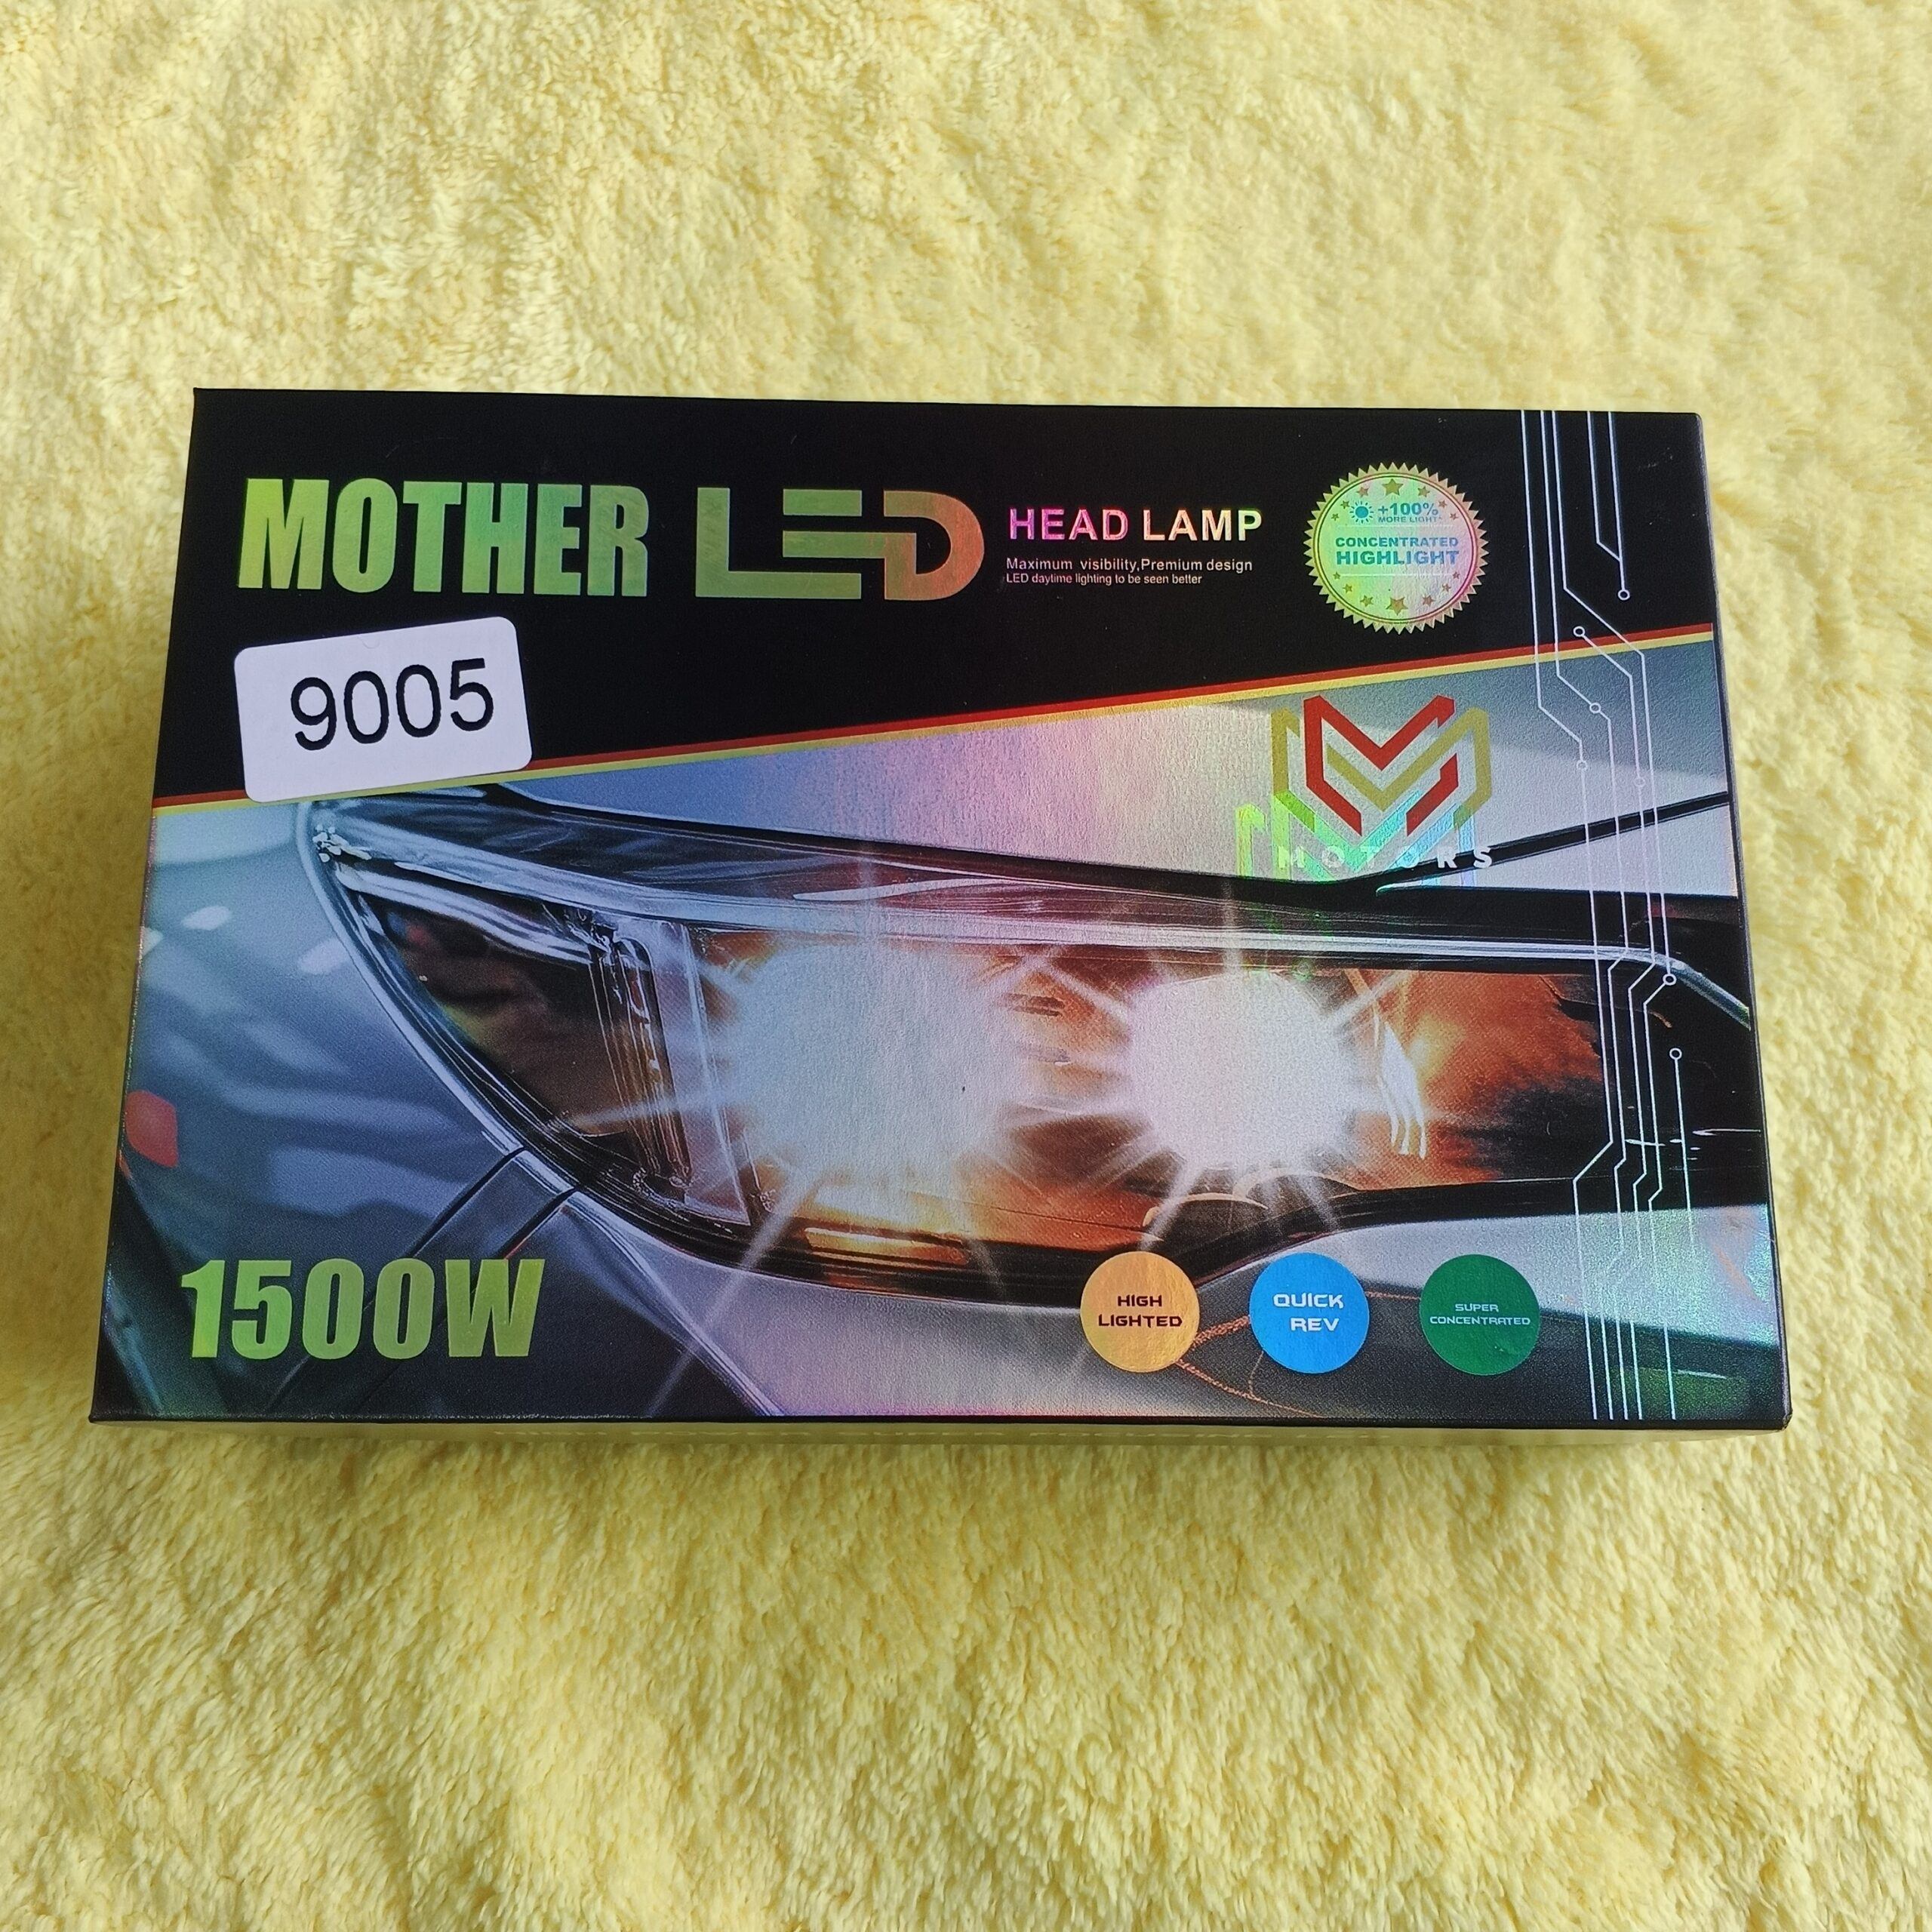 MOTHER LED
HEAD LAMP
Maximum visibility,Premium design
LED daytime lighting to be seen better
+100%
MORE LIGHT
CONCENTRATED
HIGHLIGHT
9005
MOTORS
1500W
HIGH
LIGHTED
QUICK
REV
SUPER
CONCENTRATED